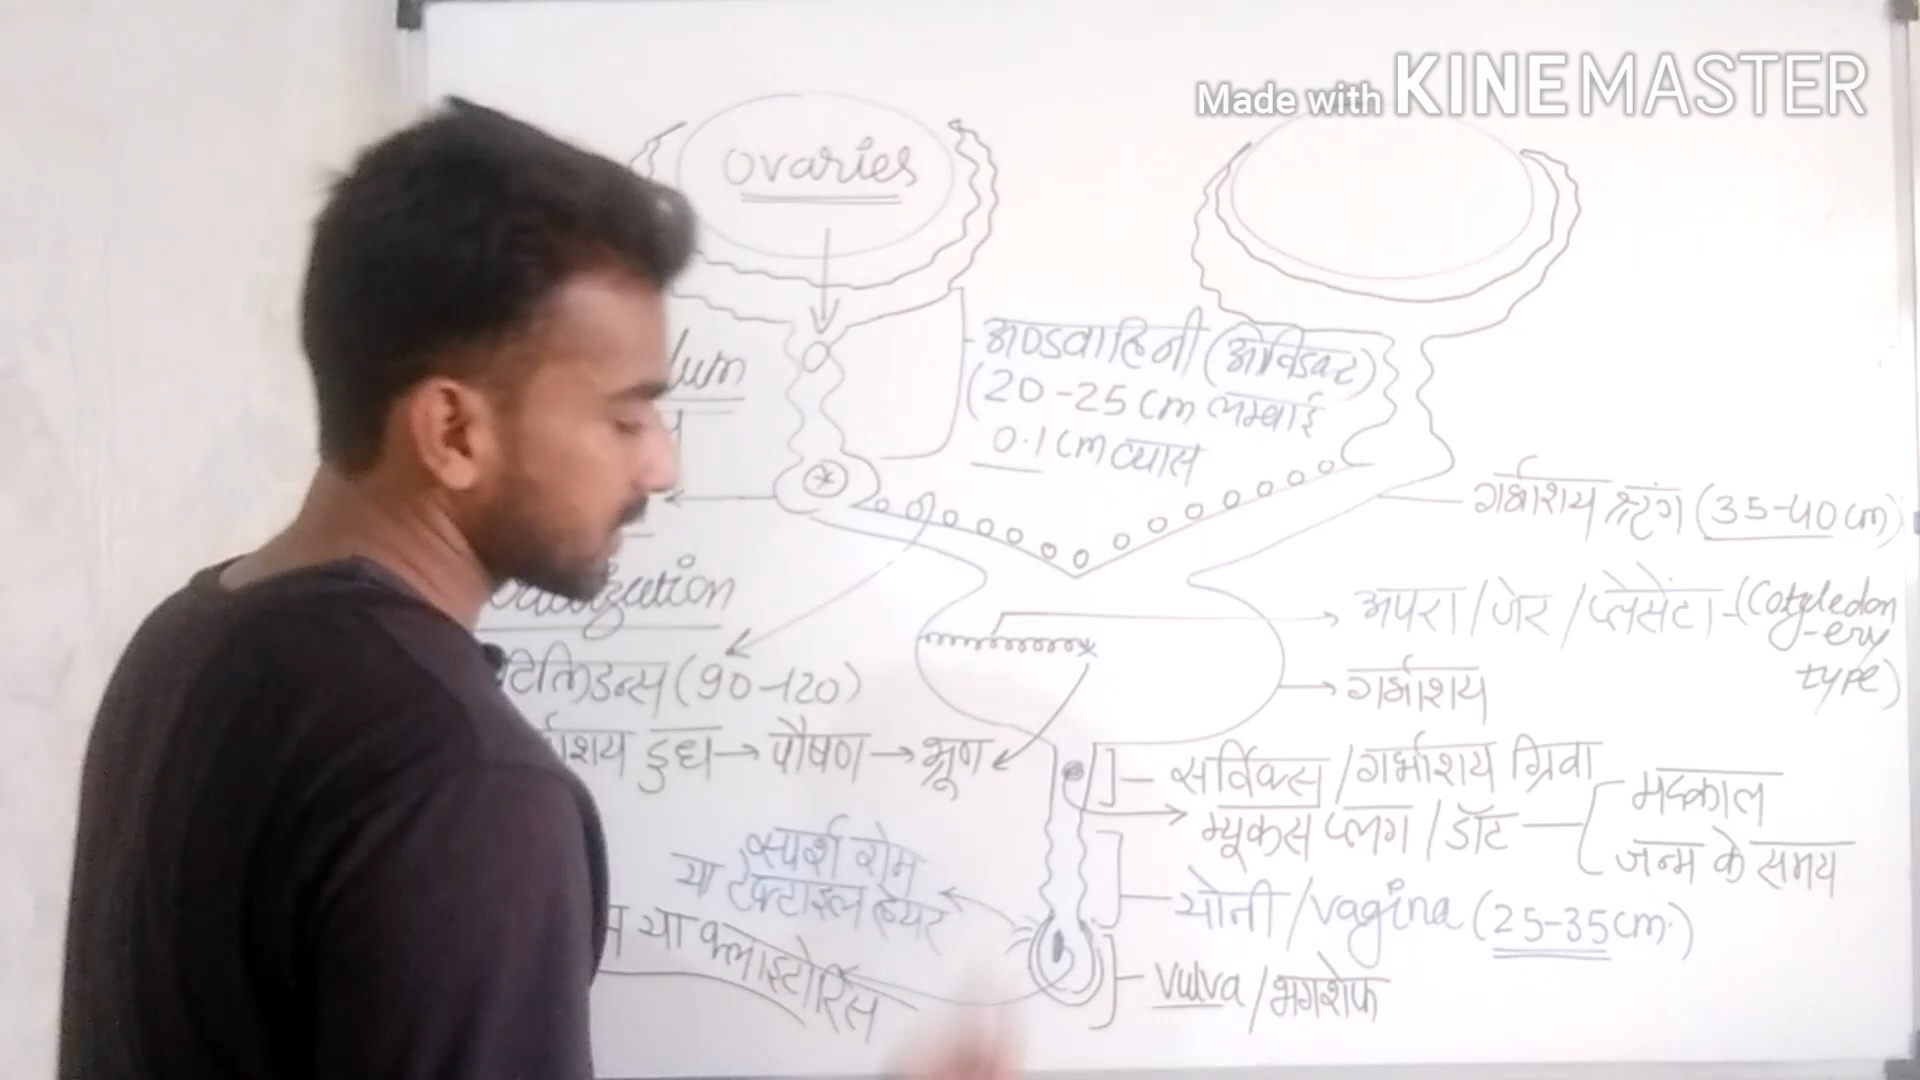 Made with KINEMASTER
ovaries
अण्डवाहिनी (ओविडक्ट)
(20-25 cm लम्बाई
0.1 cm व्यास
गर्भाशय श्रृंग (35-40 cm)
अपरा / जेर / प्लेसेंटा - (Cotyledon
-ery
type)
गर्भाशय
(90-120)
दुध → पौषण → भ्रूण
सर्विक्स / गर्भाशय ग्रिवा
म्यूकस प्लग / डॉट
मदकाल
जन्म के समय
स्पर्श रोम
या टेक्टाइल हेयर
योनी / vagina (25-35 cm.)
या क्लाइटोरिस
vulva / भगशेफ